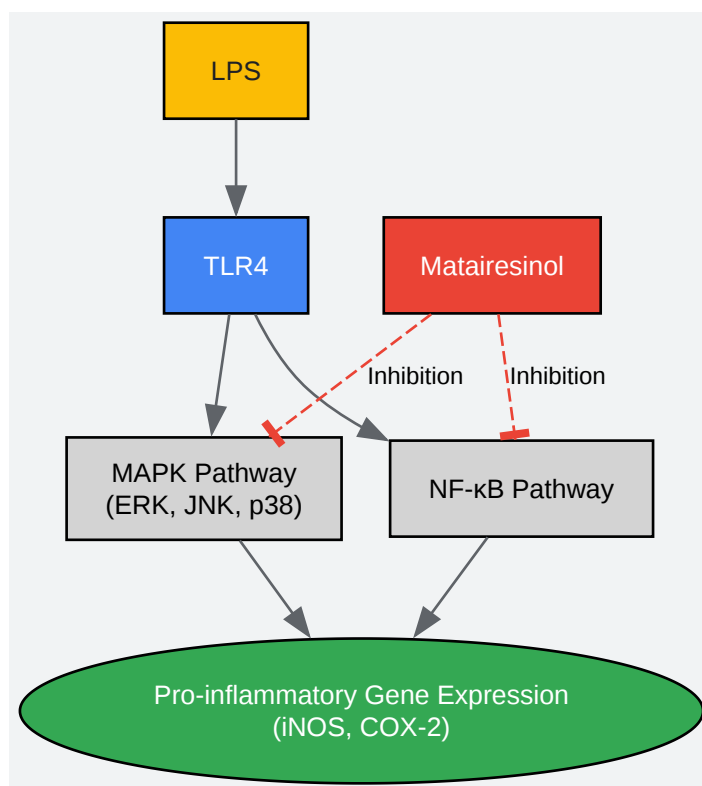 LPS
TLR4
Matairesinol
Inhibition
Inhibition
MAPK Pathway
(ERK, JNK, p38)
NF-κB Pathway
Pro-inflammatory Gene Expression
(iNOS, COX-2)